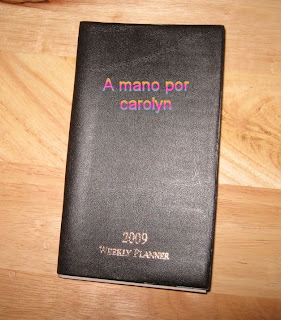 A mano por
carolyn
2009
WEEKLY PLANNER